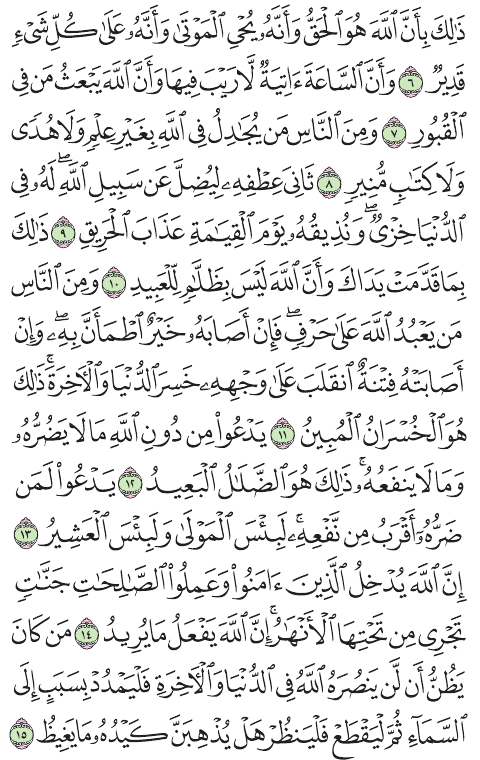 ذَٰلِكَ بِأَنَّ ٱللَّهَ هُوَ ٱلْحَقُّ وَأَنَّهُۥ يُحْىِ ٱلْمَوْتَىٰ وَأَنَّهُۥ عَلَىٰ كُلِّ شَىْءٍ
قَدِيرٌ ٦ وَأَنَّ ٱلسَّاعَةَ ءَاتِيَةٌ لَّا رَيْبَ فِيهَا وَأَنَّ ٱللَّهَ يَبْعَثُ مَن فِى
ٱلْقُبُورِ ٧ وَمِنَ ٱلنَّاسِ مَن يُجَٰدِلُ فِى ٱللَّهِ بِغَيْرِ عِلْمٍ وَلَا هُدًى
وَلَا كِتَٰبٍ مُّنِيرٍ ٨ ثَانِىَ عِطْفِهِۦ لِيُضِلَّ عَن سَبِيلِ ٱللَّهِ ۖ لَهُۥ فِى
ٱلدُّنْيَا خِزْىٌ ۖ وَنُذِيقُهُۥ يَوْمَ ٱلْقِيَٰمَةِ عَذَابَ ٱلْحَرِيقِ ٩ ذَٰلِكَ
بِمَا قَدَّمَتْ يَدَاكَ وَأَنَّ ٱللَّهَ لَيْسَ بِظَلَّٰمٍ لِّلْعَبِيدِ ١٠ وَمِنَ ٱلنَّاسِ
مَن يَعْبُدُ ٱللَّهَ عَلَىٰ حَرْفٍ ۖ فَإِنْ أَصَابَهُۥ خَيْرٌ ٱطْمَأَنَّ بِهِۦ ۖ وَإِنْ
أَصَابَتْهُ فِتْنَةٌ ٱنقَلَبَ عَلَىٰ وَجْهِهِۦ خَسِرَ ٱلدُّنْيَا وَٱلْءَاخِرَةَ ۚ ذَٰلِكَ
هُوَ ٱلْخُسْرَانُ ٱلْمُبِينُ ١١ يَدْعُوا۟ مِن دُونِ ٱللَّهِ مَا لَا يَضُرُّهُۥ
وَمَا لَا يَنفَعُهُۥ ۚ ذَٰلِكَ هُوَ ٱلضَّلَٰلُ ٱلْبَعِيدُ ١٢ يَدْعُوا۟ لَمَن
ضَرُّهُۥٓ أَقْرَبُ مِن نَّفْعِهِۦ ۚ لَبِئْسَ ٱلْمَوْلَىٰ وَلَبِئْسَ ٱلْعَشِيرُ ١٣
إِنَّ ٱللَّهَ يُدْخِلُ ٱلَّذِينَ ءَامَنُوا۟ وَعَمِلُوا۟ ٱلصَّٰلِحَٰتِ جَنَّٰتٍ
تَجْرِى مِن تَحْتِهَا ٱلْأَنْهَٰرُ ۚ إِنَّ ٱللَّهَ يَفْعَلُ مَا يُرِيدُ ١٤ مَن كَانَ
يَظُنُّ أَن لَّن يَنصُرَهُ ٱللَّهُ فِى ٱلدُّنْيَا وَٱلْءَاخِرَةِ فَلْيَمْدُدْ بِسَبَبٍ إِلَى
ٱلسَّمَآءِ ثُمَّ لْيَقْطَعْ فَلْيَنظُرْ هَلْ يُذْهِبَنَّ كَيْدُهُۥ مَا يَغِيظُ ١٥